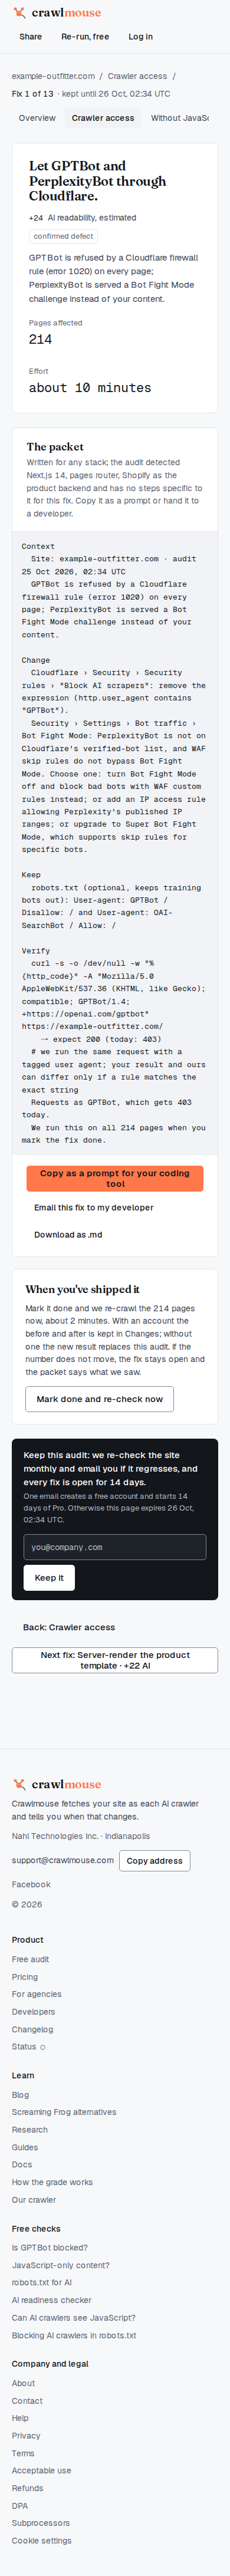 crawlmouse
Share Re-run, free Log in
example-outfitter.com / Crawler access /
Fix 1 of 13 · kept until 26 Oct, 02:34 UTC
Overview Crawler access Without JavaSc
Let GPTBot and
PerplexityBot through
Cloudflare.
+24 AI readability, estimated
confirmed defect
GPTBot is refused by a Cloudflare firewall
rule (error 1020) on every page;
PerplexityBot is served a Bot Fight Mode
challenge instead of your content.
Pages affected
214
Effort
about 10 minutes
The packet
Written for any stack; the audit detected
Next.js 14, pages router, Shopify as the
product backend and has no steps specific to
it for this fix. Copy it as a prompt or hand it to
a developer.
Context
Site: example-outfitter.com · audit
25 Oct 2026, 02:34 UTC
GPTBot is refused by a Cloudflare
firewall rule (error 1020) on every
page; PerplexityBot is served a Bot
Fight Mode challenge instead of your
content.
Change
Cloudflare › Security › Security
rules › "Block AI scrapers": remove the
expression (http.user_agent contains
"GPTBot").
Security › Settings › Bot traffic ›
Bot Fight Mode: PerplexityBot is not on
Cloudflare's verified-bot list, and WAF
skip rules do not bypass Bot Fight
Mode. Choose one: turn Bot Fight Mode
off and block bad bots with WAF custom
rules instead; or add an IP access rule
allowing Perplexity's published IP
ranges; or upgrade to Super Bot Fight
Mode, which supports skip rules for
specific bots.
Keep
robots.txt (optional, keeps training
bots out): User-agent: GPTBot /
Disallow: / and User-agent: OAI-
SearchBot / Allow: /
Verify
curl -s -o /dev/null -w "%
{http_code}" -A "Mozilla/5.0
AppleWebKit/537.36 (KHTML, like Gecko);
compatible; GPTBot/1.4;
+https://openai.com/gptbot"
https://example-outfitter.com/
→ expect 200 (today: 403)
# we run the same request with a
tagged user agent; your result and ours
can differ only if a rule matches the
exact string
Requests as GPTBot, which gets 403
today.
We run this on all 214 pages when you
mark the fix done.
Copy as a prompt for your coding
tool
Email this fix to my developer
Download as .md
When you've shipped it
Mark it done and we re-crawl the 214 pages
now, about 2 minutes. With an account the
before and after is kept in Changes; without
one the new result replaces this audit. If the
number does not move, the fix stays open and
the packet says what we saw.
Mark done and re-check now
Keep this audit: we re-check the site
monthly and email you if it regresses, and
every fix is open for 14 days.
One email creates a free account and starts 14
days of Pro. Otherwise this page expires 26 Oct,
02:34 UTC.
you@company.com
Keep it
Back: Crawler access
Next fix: Server-render the product
template · +22 AI
crawlmouse
Crawlmouse fetches your site as each AI crawler
and tells you when that changes.
Nahl Technologies Inc. · Indianapolis
support@crawlmouse.com Copy address
Facebook
© 2026
Product
Free audit
Pricing
For agencies
Developers
Changelog
Status
Learn
Blog
Screaming Frog alternatives
Research
Guides
Docs
How the grade works
Our crawler
Free checks
Is GPTBot blocked?
JavaScript-only content?
robots.txt for AI
AI readiness checker
Can AI crawlers see JavaScript?
Blocking AI crawlers in robots.txt
Company and legal
About
Contact
Help
Privacy
Terms
Acceptable use
Refunds
DPA
Subprocessors
Cookie settings